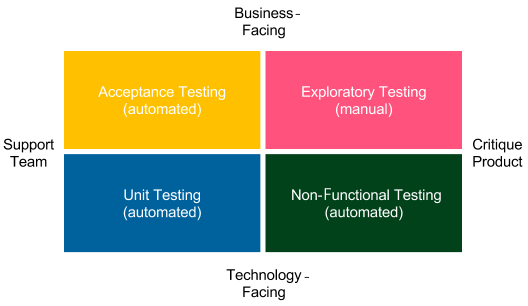 Business-
Facing
Acceptance Testing
(automated)
Exploratory Testing
(manual)
Support
Team
Critique
Product
Unit Testing
(automated)
Non-Functional Testing
(automated)
Technology-
Facing